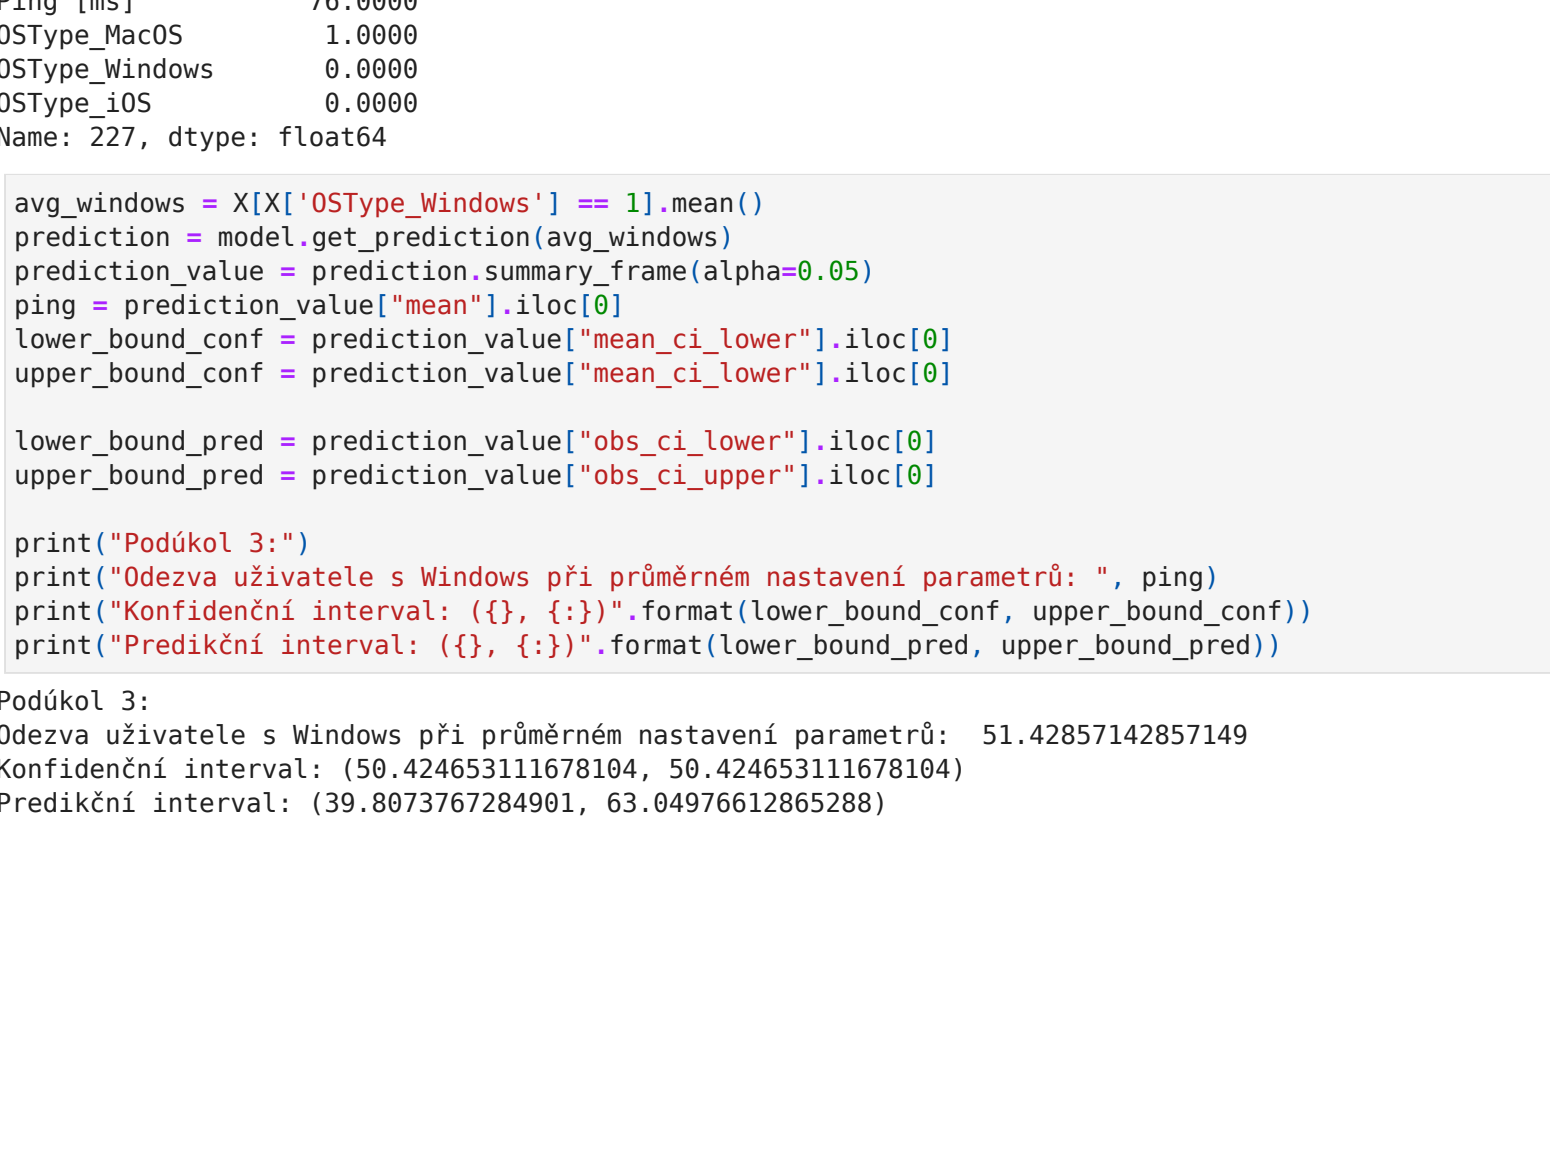 Ping [ms] 76.0000
OSType_MacOS 1.0000
OSType_Windows 0.0000
OSType_iOS 0.0000
Name: 227, dtype: float64
avg_windows = X[X['OSType_Windows'] == 1].mean()
prediction = model.get_prediction(avg_windows)
prediction_value = prediction.summary_frame(alpha=0.05)
ping = prediction_value["mean"].iloc[0]
lower_bound_conf = prediction_value["mean_ci_lower"].iloc[0]
upper_bound_conf = prediction_value["mean_ci_lower"].iloc[0]
lower_bound_pred = prediction_value["obs_ci_lower"].iloc[0]
upper_bound_pred = prediction_value["obs_ci_upper"].iloc[0]
print("Podúkol 3:")
print("Odezva uživatele s Windows při průměrném nastavení parametrů: ", ping)
print("Konfidenční interval: ({}, {:})".format(lower_bound_conf, upper_bound_conf))
print("Predikční interval: ({}, {:})".format(lower_bound_pred, upper_bound_pred))
Podúkol 3:
Odezva uživatele s Windows při průměrném nastavení parametrů:  51.42857142857149
Konfidenční interval: (50.424653111678104, 50.424653111678104)
Predikční interval: (39.8073767284901, 63.04976612865288)